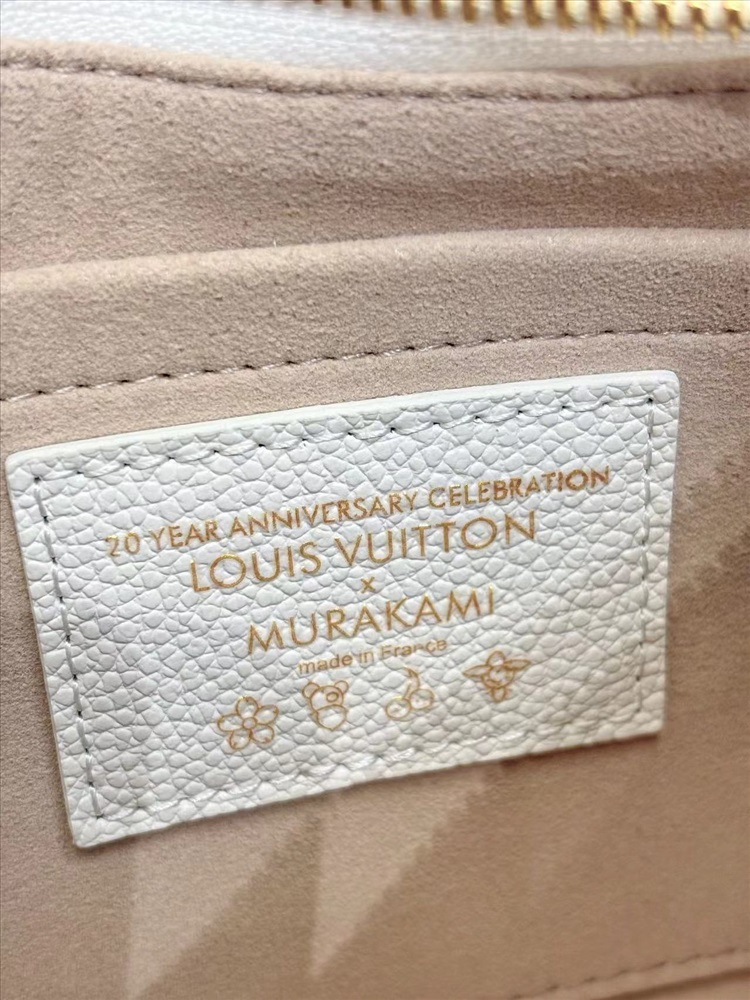 20 YEAR ANNIVERSARY CELEBRATION
LOUIS VUITTON
×
MURAKAMI
made in France